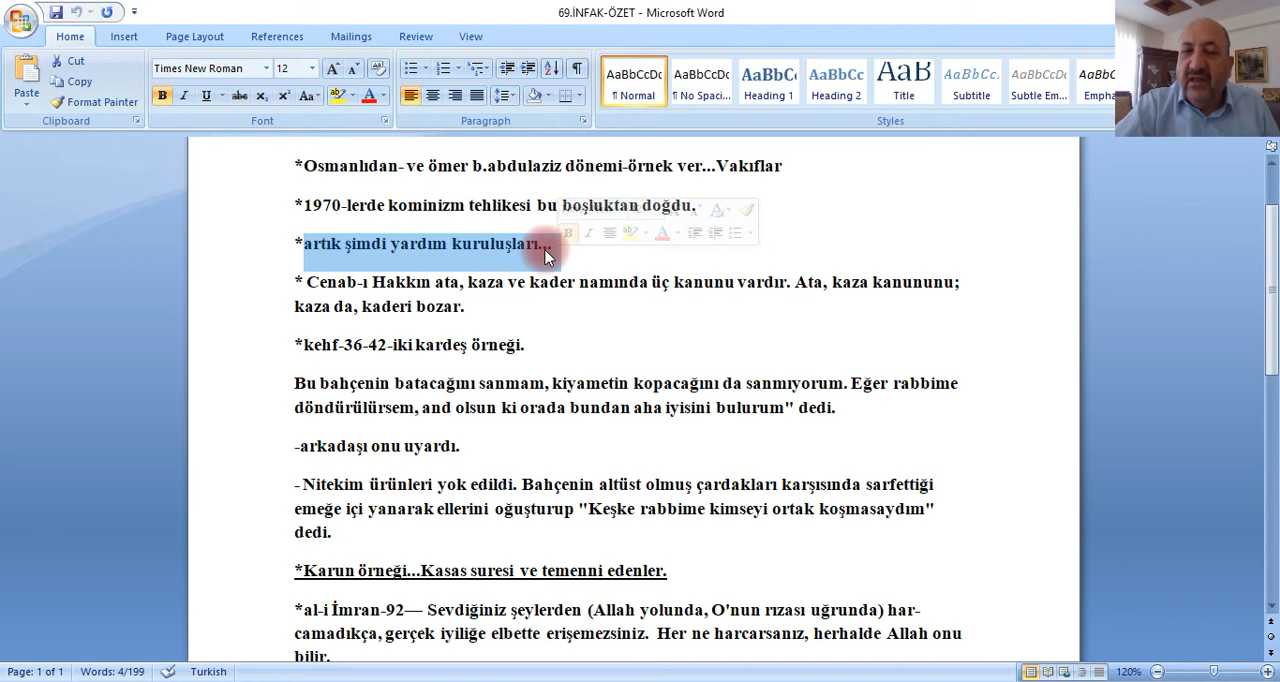 69.İNFAK-ÖZET - Microsoft Word
Home Insert Page Layout References Mailings Review View
Paste
Cut
Copy
Format Painter
Clipboard
Times New Roman 12
Font
Paragraph
AaBbCcDc AaBbCcDc AaBbCc AaBbCc AaB AaBbCc. AaBbCcDc AaBbCcDc
¶ Normal ¶ No Spaci... Heading 1 Heading 2 Title Subtitle Subtle Em... Empha
Styles
*Osmanlıdan- ve ömer b.abdulaziz dönemi-örnek ver...Vakıflar
*1970-lerde kominizm tehlikesi bu boşluktan doğdu.
*artık şimdi yardım kuruluşları...
* Cenab-ı Hakkın ata, kaza ve kader namında üç kanunu vardır. Ata, kaza kanununu;
kaza da, kaderi bozar.
*kehf-36-42-iki kardeş örneği.
Bu bahçenin batacağını sanmam, kiyametin kopacağını da sanmıyorum. Eğer rabbime
döndürülürsem, and olsun ki orada bundan aha iyisini bulurum" dedi.
-arkadaşı onu uyardı.
- Nitekim ürünleri yok edildi. Bahçenin altüst olmuş çardakları karşısında sarfettiği
emeğe içi yanarak ellerini oğuşturup "Keşke rabbime kimseyi ortak koşmasaydım"
dedi.
*Karun örneği...Kasas suresi ve temenni edenler.
*al-i İmran-92— Sevdiğiniz şeylerden (Allah yolunda, O'nun rızası uğrunda) har-
camadıkça, gerçek iyiliğe elbette erişemezsiniz. Her ne harcarsanız, herhalde Allah onu
bilir.
Page: 1 of 1 Words: 4/199 Turkish 120%